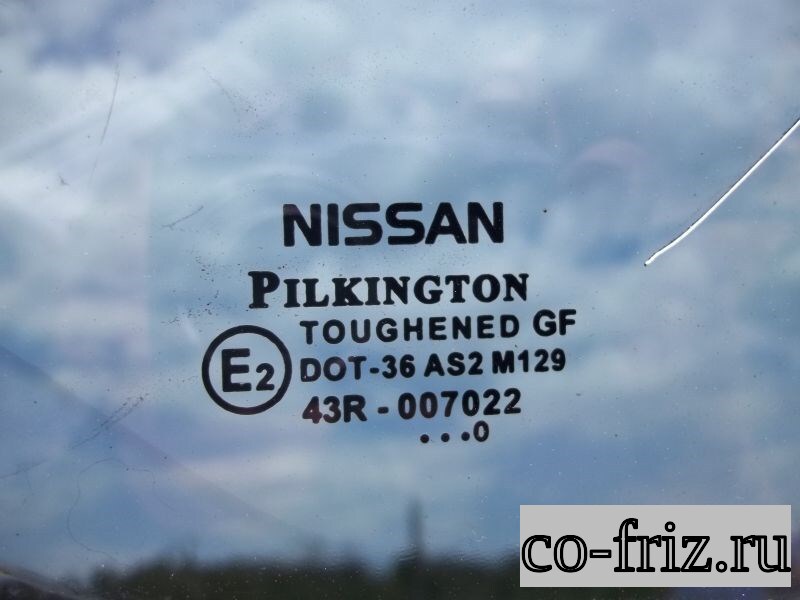 NISSAN
PILKINGTON
TOUGHENED GF
E2
DOT-36 AS2 M129
43R - 007022
...0
co-friz.ru